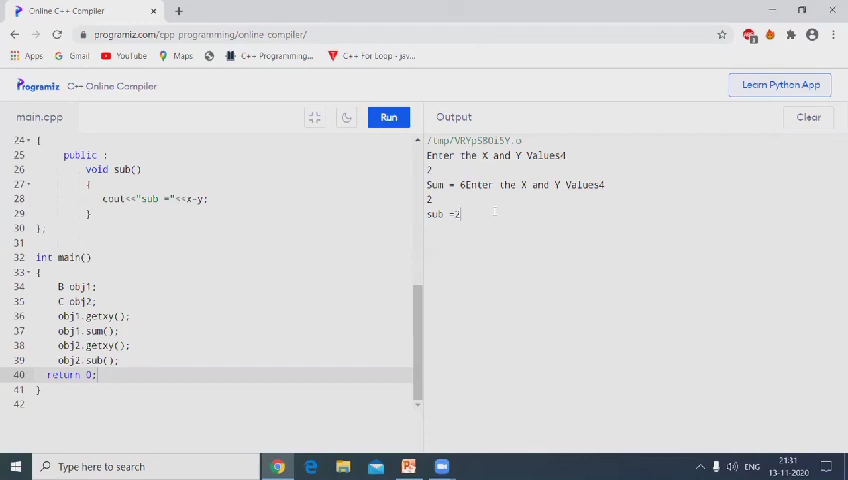 Online C++ Compiler
programiz.com/cpp-programming/online-compiler/
Apps
Gmail
YouTube
Maps
C++ Programming...
C++ For Loop - jav...
Programiz
C++ Online Compiler
Learn Python App
main.cpp
Run
Output
Clear
24 {
25 public :
26 void sub()
27 {
28 cout<<"sub ="<<x-y;
29 }
30 };
31
32 int main()
33 {
34 B obj1;
35 C obj2;
36 obj1.getxy();
37 obj1.sum();
38 obj2.getxy();
39 obj2.sub();
40 return 0;
41 }
42
/tmp/VRYpS8Oi5Y.o
Enter the X and Y Values4
2
Sum = 6Enter the X and Y Values4
2
sub =2
Type here to search
21:31
13-11-2020